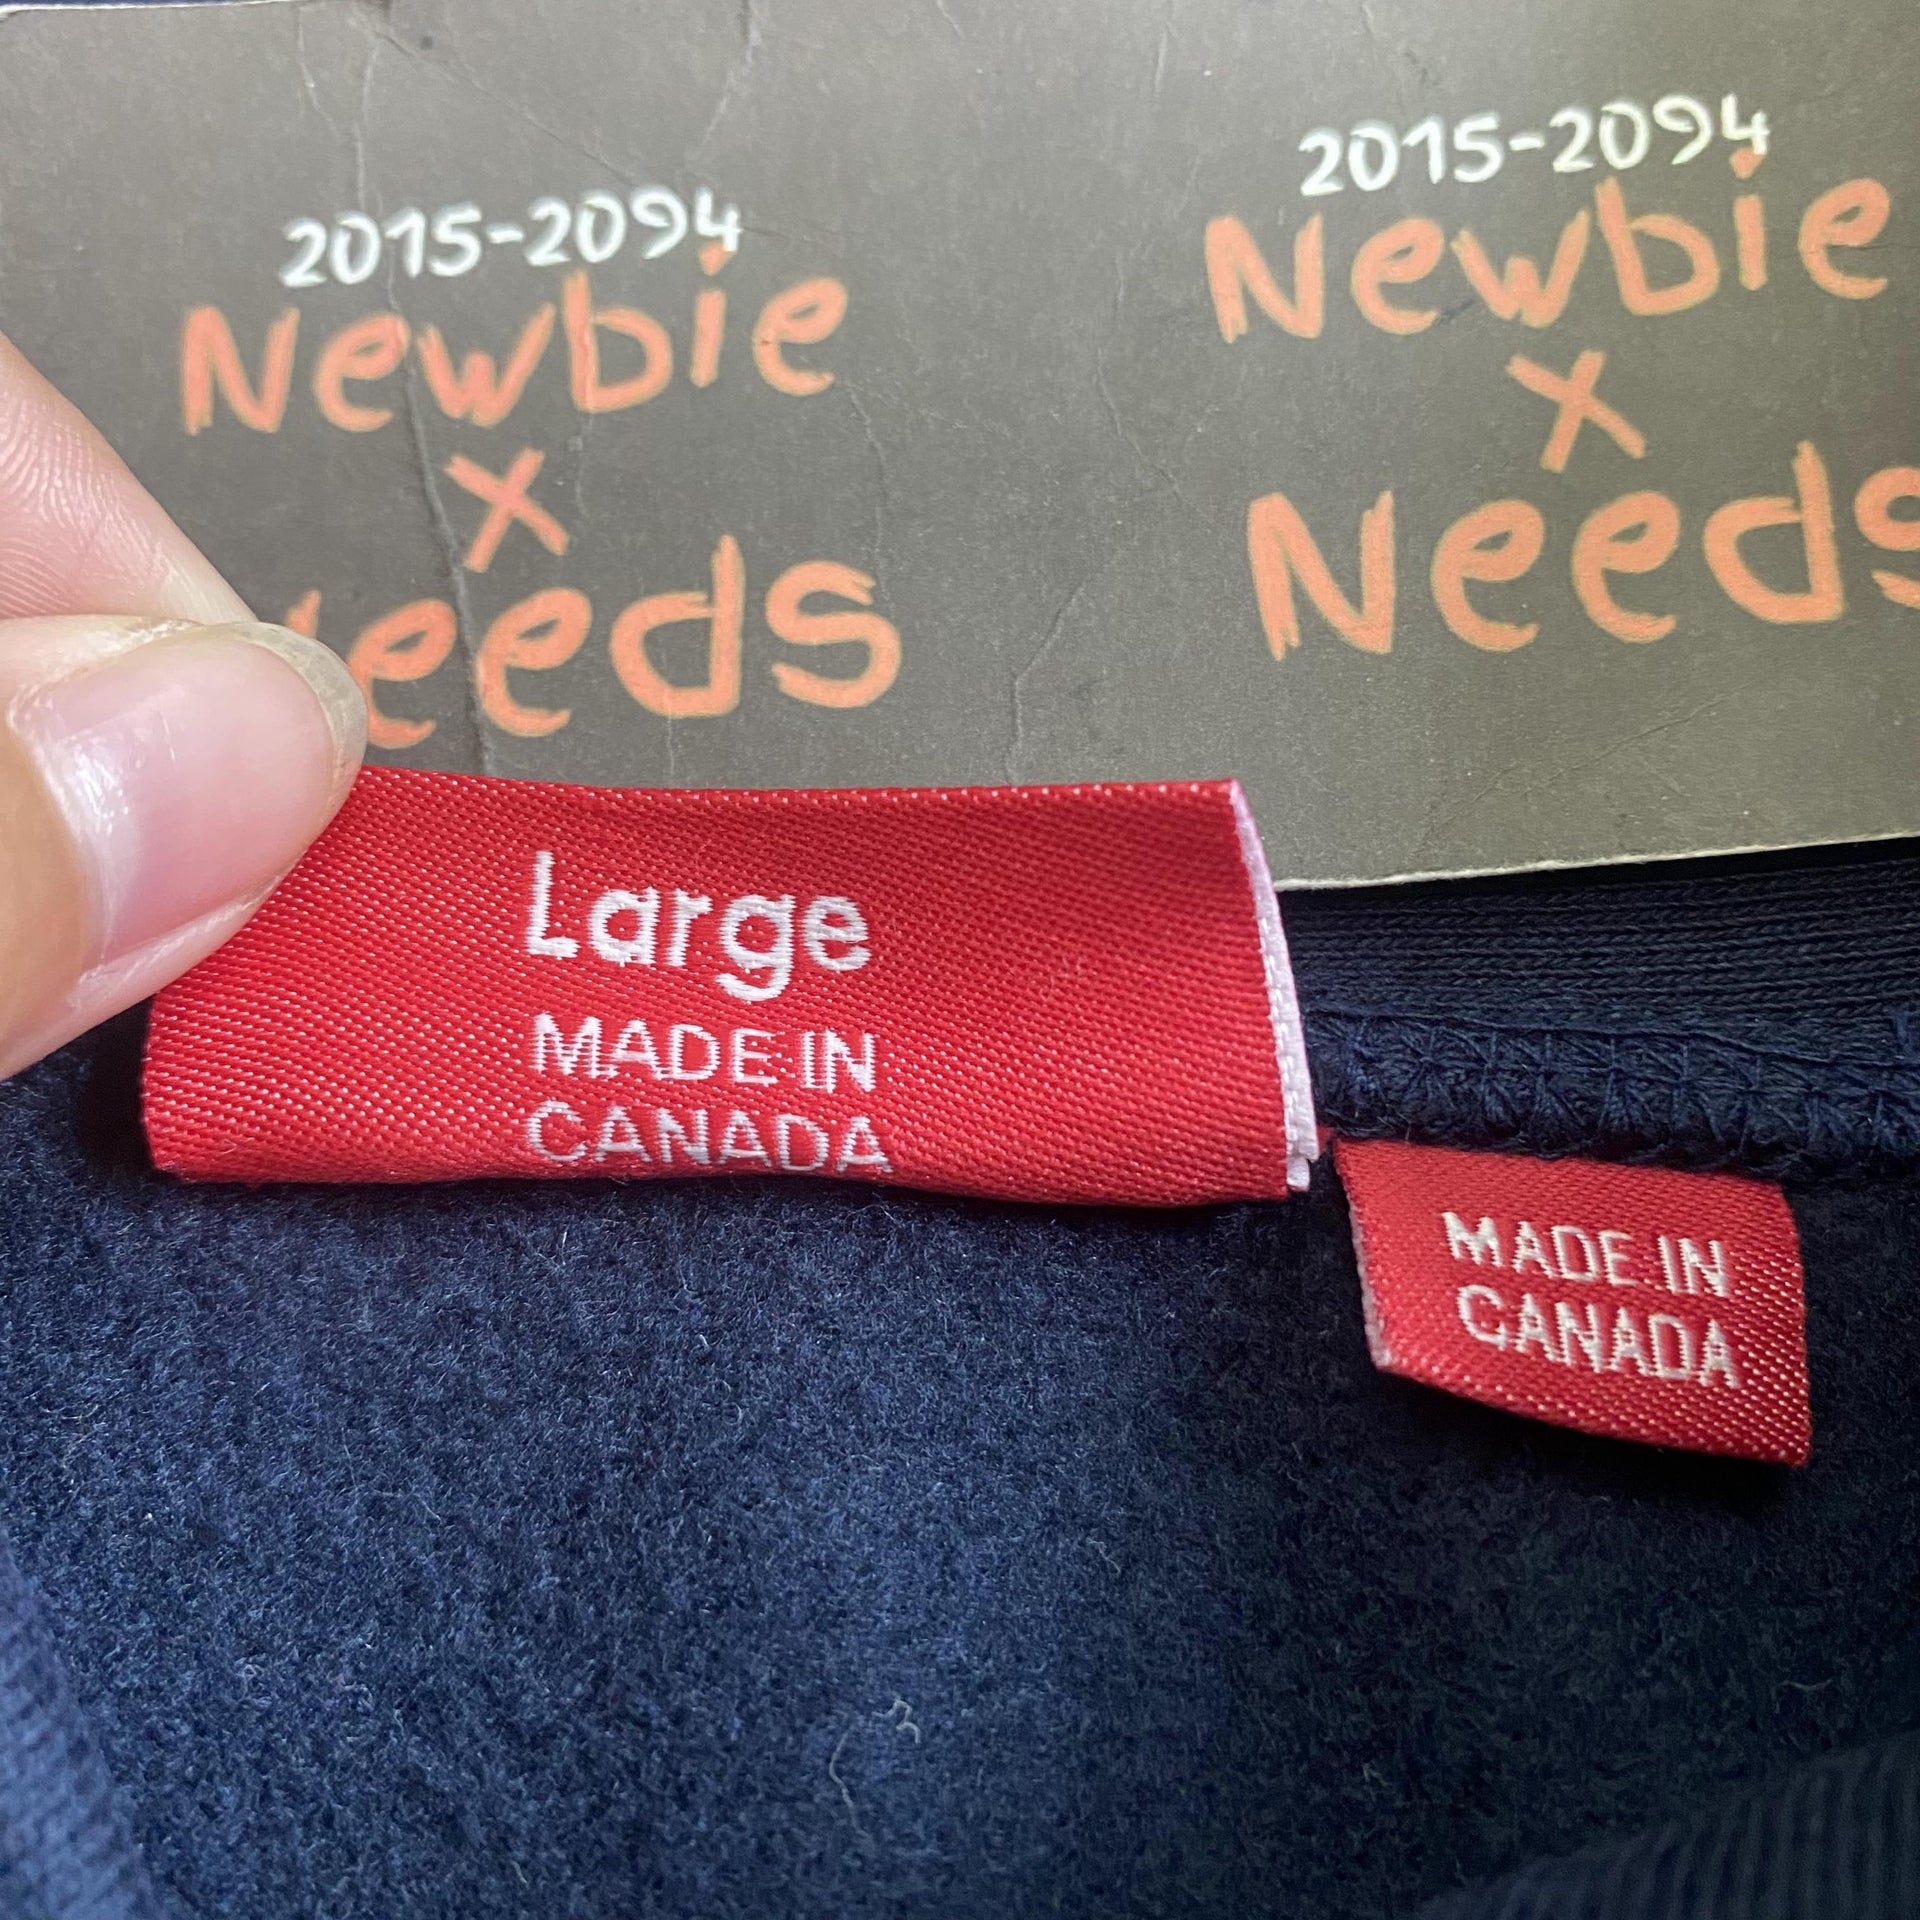 2015-2094
Newbie
x
Needs
2015-2094
Newbie
x
Needs
Large
MADE IN
CANADA
MADE IN
CANADA